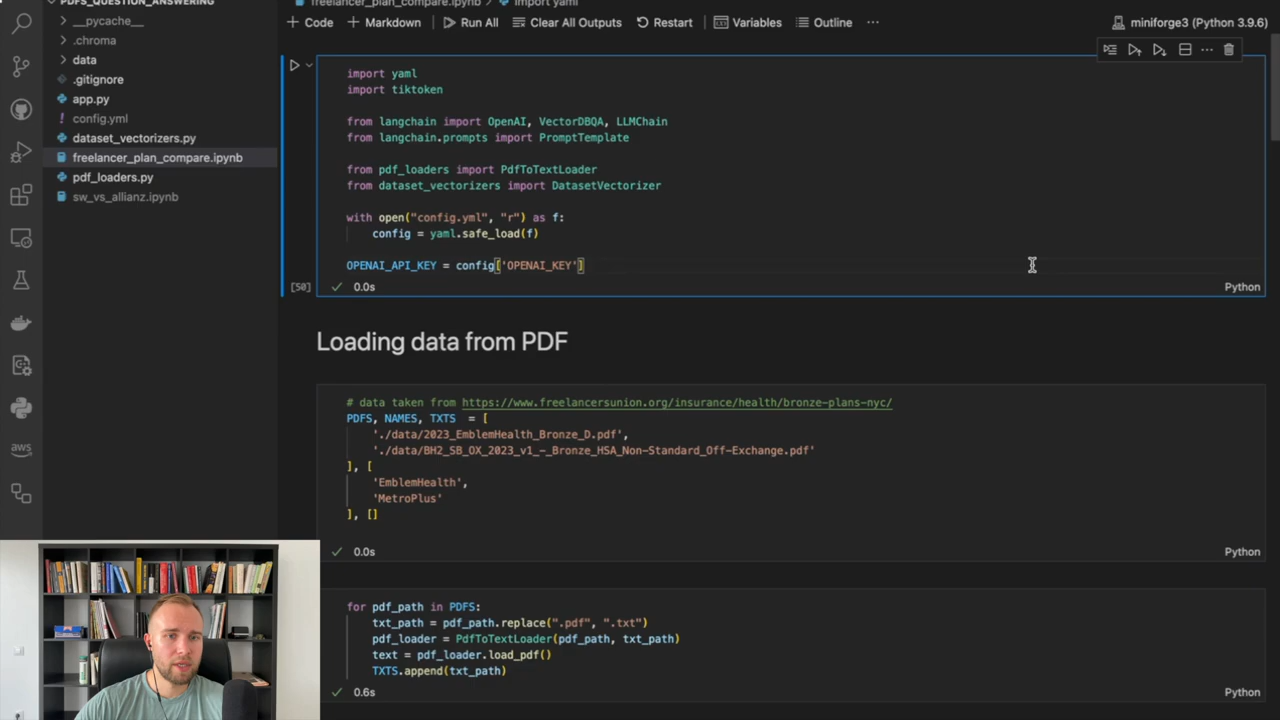 PDFS_QUESTION_ANSWERING
__pycache__
.chroma
data
.gitignore
app.py
config.yml
dataset_vectorizers.py
freelancer_plan_compare.ipynb
pdf_loaders.py
sw_vs_allianz.ipynb
aws
freelancer_plan_compare.ipynb > import yaml
+ Code + Markdown Run All Clear All Outputs Restart Variables Outline ...
miniforge3 (Python 3.9.6)
import yaml
import tiktoken
from langchain import OpenAI, VectorDBQA, LLMChain
from langchain.prompts import PromptTemplate
from pdf_loaders import PdfToTextLoader
from dataset_vectorizers import DatasetVectorizer
with open("config.yml", "r") as f:
config = yaml.safe_load(f)
OPENAI_API_KEY = config['OPENAI_KEY']
[50] 0.0s Python
Loading data from PDF
# data taken from https://www.freelancersunion.org/insurance/health/bronze-plans-nyc/
PDFS, NAMES, TXTS = [
'./data/2023_EmblemHealth_Bronze_D.pdf',
'./data/BH2_SB_OX_2023_v1_-_Bronze_HSA_Non-Standard_Off-Exchange.pdf'
], [
'EmblemHealth',
'MetroPlus'
], []
0.0s Python
for pdf_path in PDFS:
txt_path = pdf_path.replace(".pdf", ".txt")
pdf_loader = PdfToTextLoader(pdf_path, txt_path)
text = pdf_loader.load_pdf()
TXTS.append(txt_path)
0.6s Python